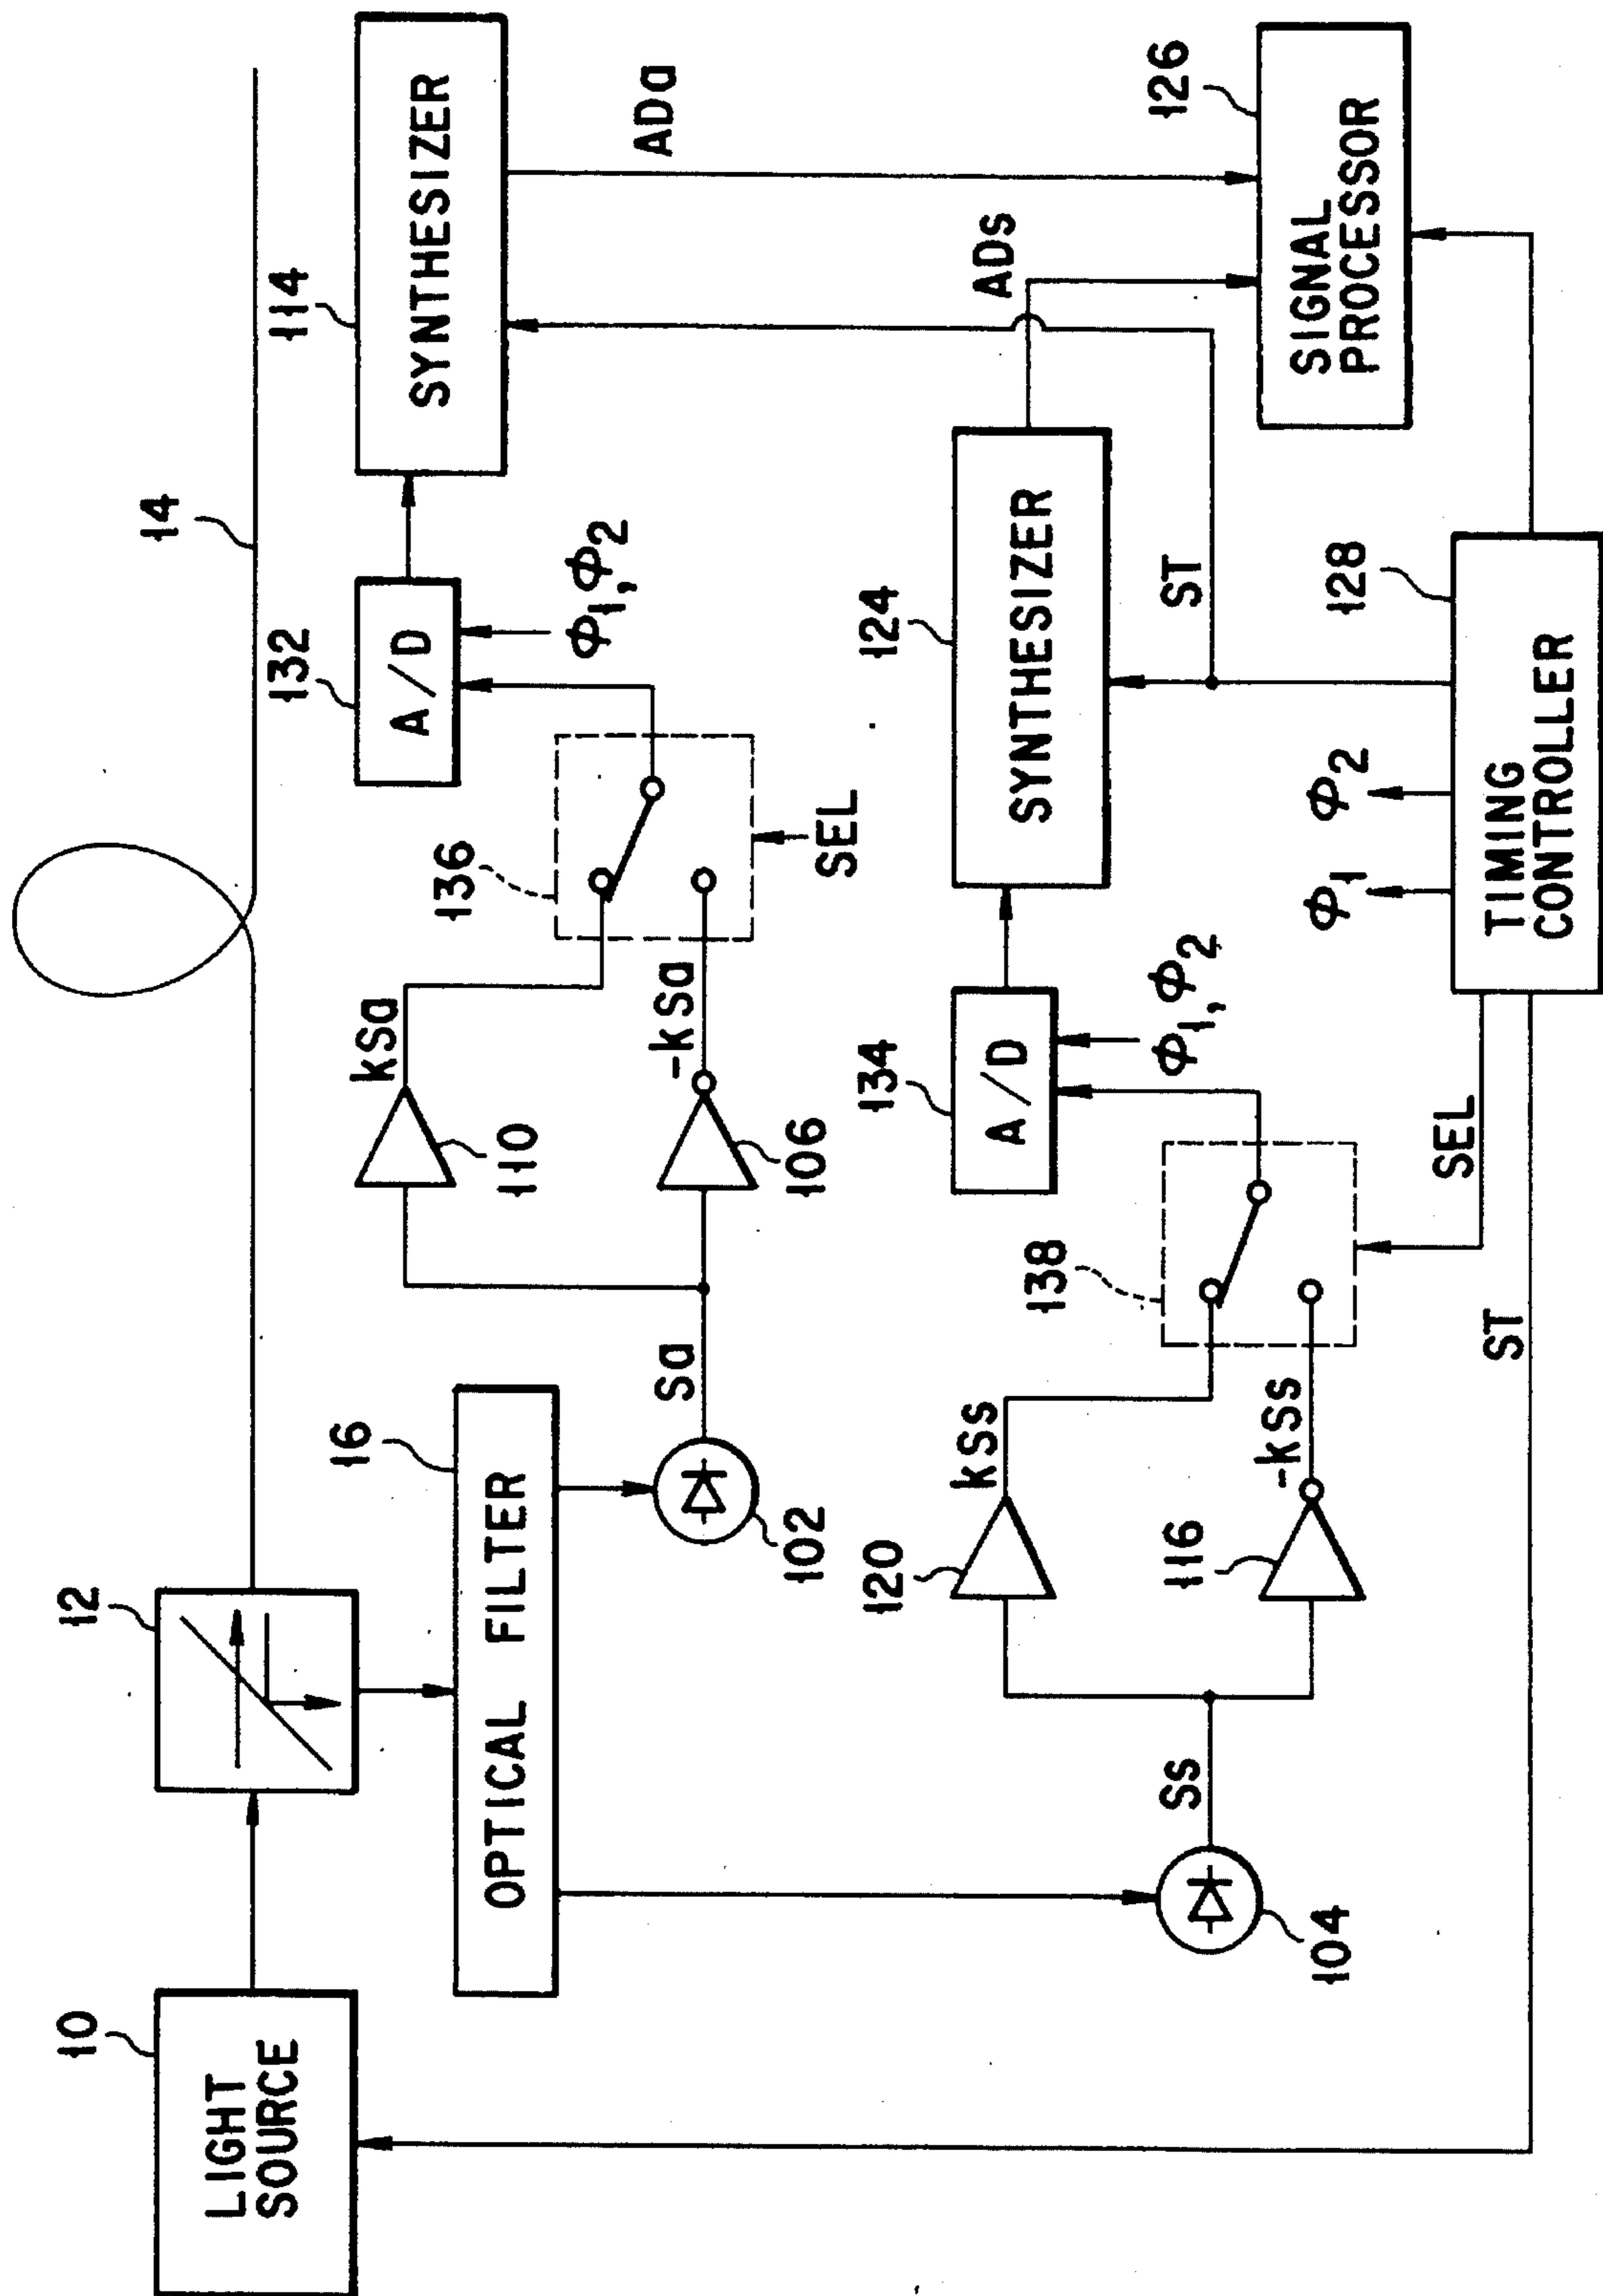 10
LIGHT
SOURCE
12
14
16
OPTICAL FILTER
102
Sa
110
kSa
106
-kSa
136
SEL
132
A/D
Φ1, Φ2
114
SYNTHESIZER
ADa
104
Ss
120
kSs
116
-kSs
138
SEL
134
A/D
Φ1, Φ2
124
SYNTHESIZER
ADs
ST
126
SIGNAL
PROCESSOR
128
TIMING
CONTROLLER
Φ1
Φ2
ST